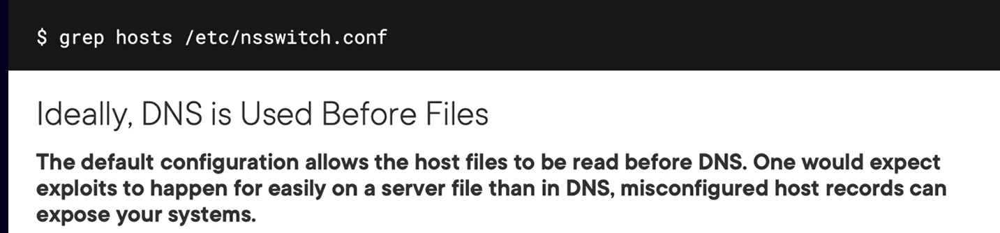 $ grep hosts /etc/nsswitch.conf
Ideally, DNS is Used Before Files
The default configuration allows the host files to be read before DNS. One would expect
exploits to happen for easily on a server file than in DNS, misconfigured host records can
expose your systems.